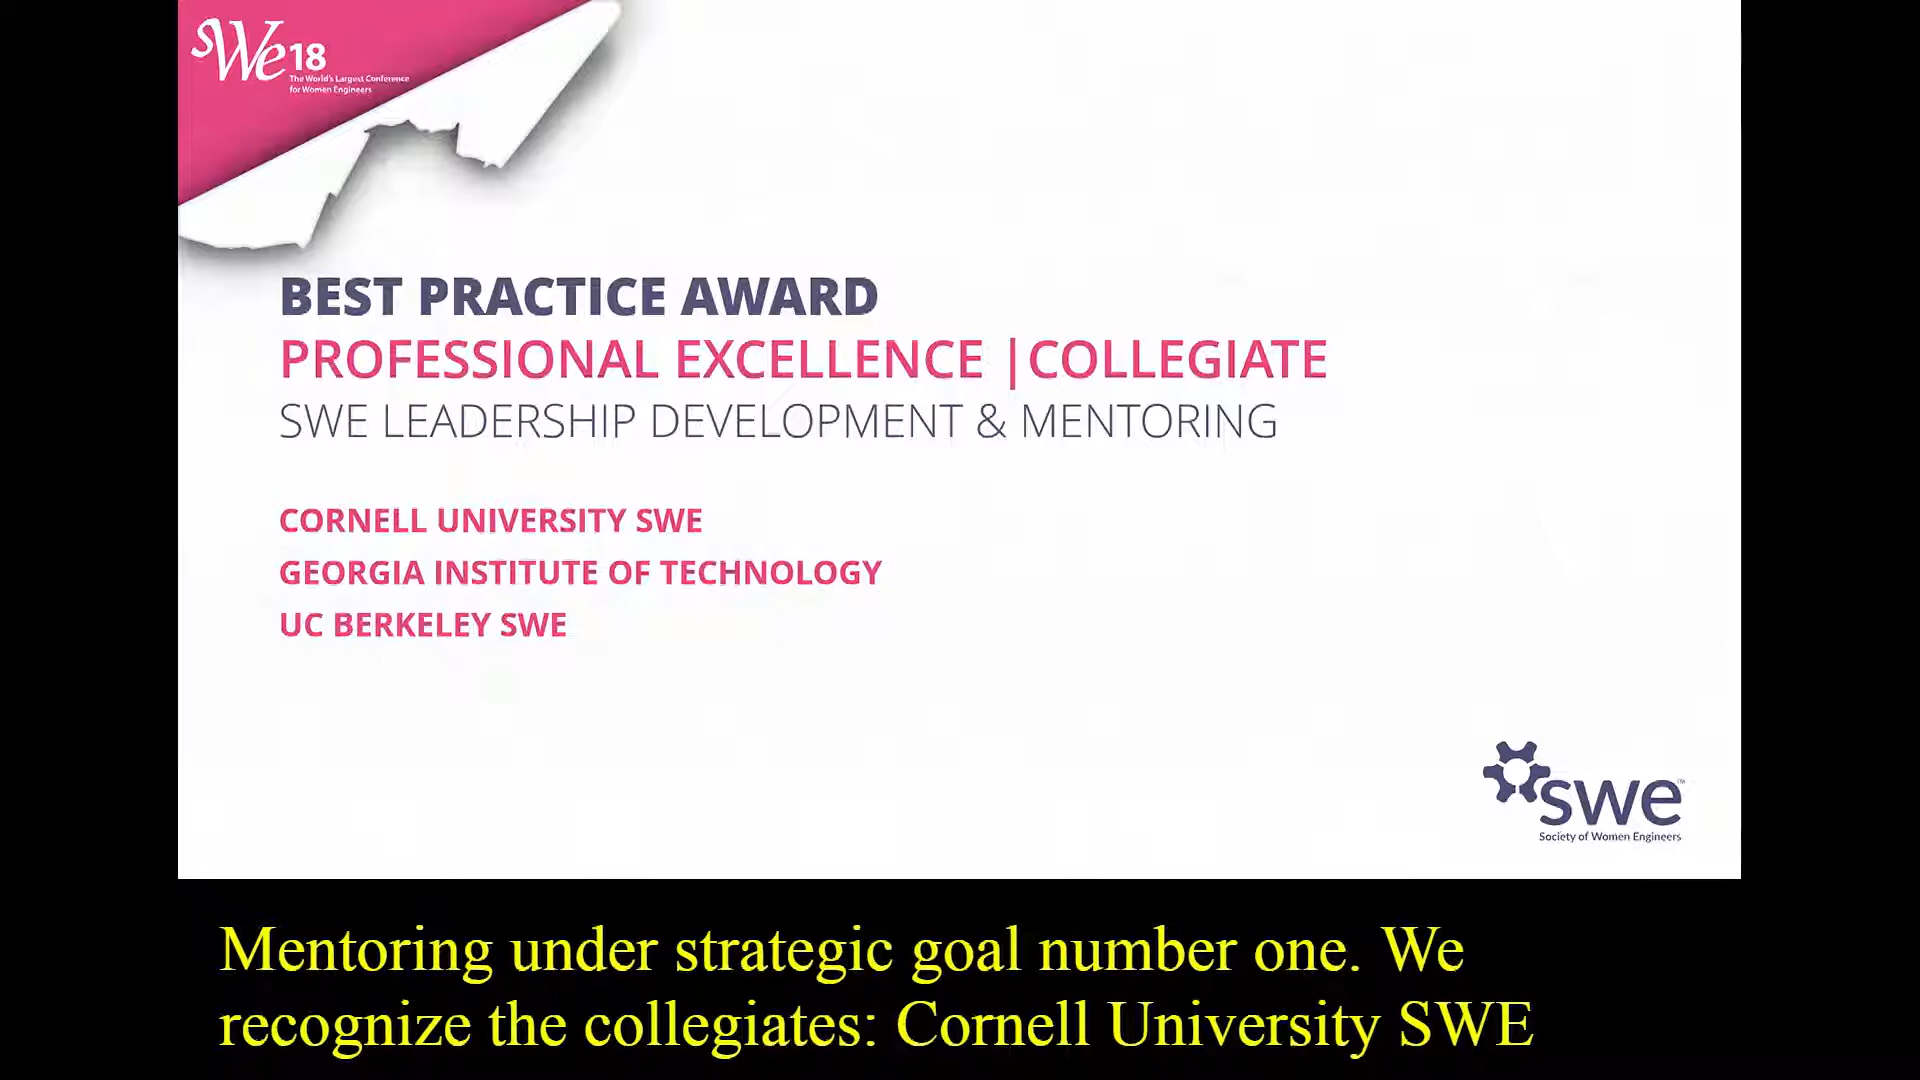 SWe18
The World's Largest Conference
for Women Engineers
BEST PRACTICE AWARD
PROFESSIONAL EXCELLENCE |COLLEGIATE
SWE LEADERSHIP DEVELOPMENT & MENTORING
CORNELL UNIVERSITY SWE
GEORGIA INSTITUTE OF TECHNOLOGY
UC BERKELEY SWE
swe™
Society of Women Engineers
Mentoring under strategic goal number one. We
recognize the collegiates: Cornell University SWE